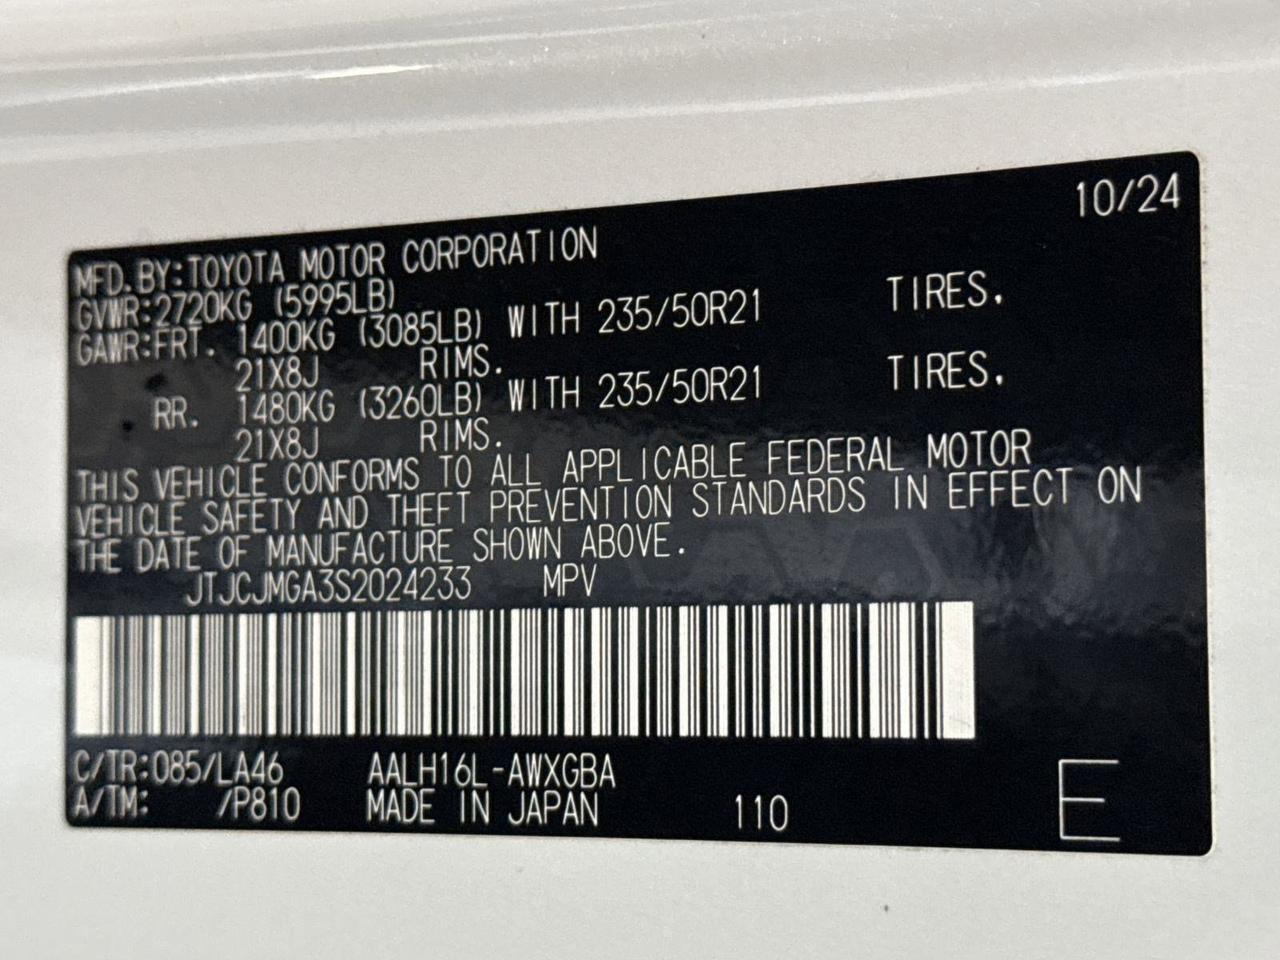 10/24
MFD.BY:TOYOTA MOTOR CORPORATION
GVWR:2720KG (5995LB)
GAWR:FRT. 1400KG (3085LB) WITH 235/50R21 TIRES.
21X8J RIMS.
RR. 1480KG (3260LB) WITH 235/50R21 TIRES.
21X8J RIMS.
THIS VEHICLE CONFORMS TO ALL APPLICABLE FEDERAL MOTOR
VEHICLE SAFETY AND THEFT PREVENTION STANDARDS IN EFFECT ON
THE DATE OF MANUFACTURE SHOWN ABOVE.
JTJCJMGA3S2024233 MPV
C/TR:085/LA46 AALH16L-AWXGBA
A/TM: /P810 MADE IN JAPAN 110 E